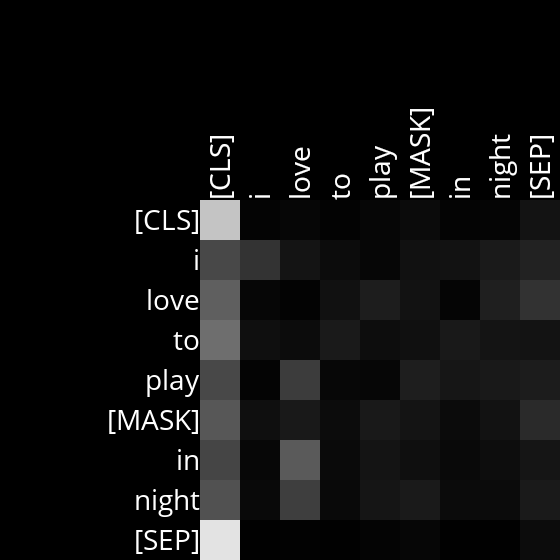 [CLS] i love to play [MASK] in night [SEP]
[CLS]
i
love
to
play
[MASK]
in
night
[SEP]